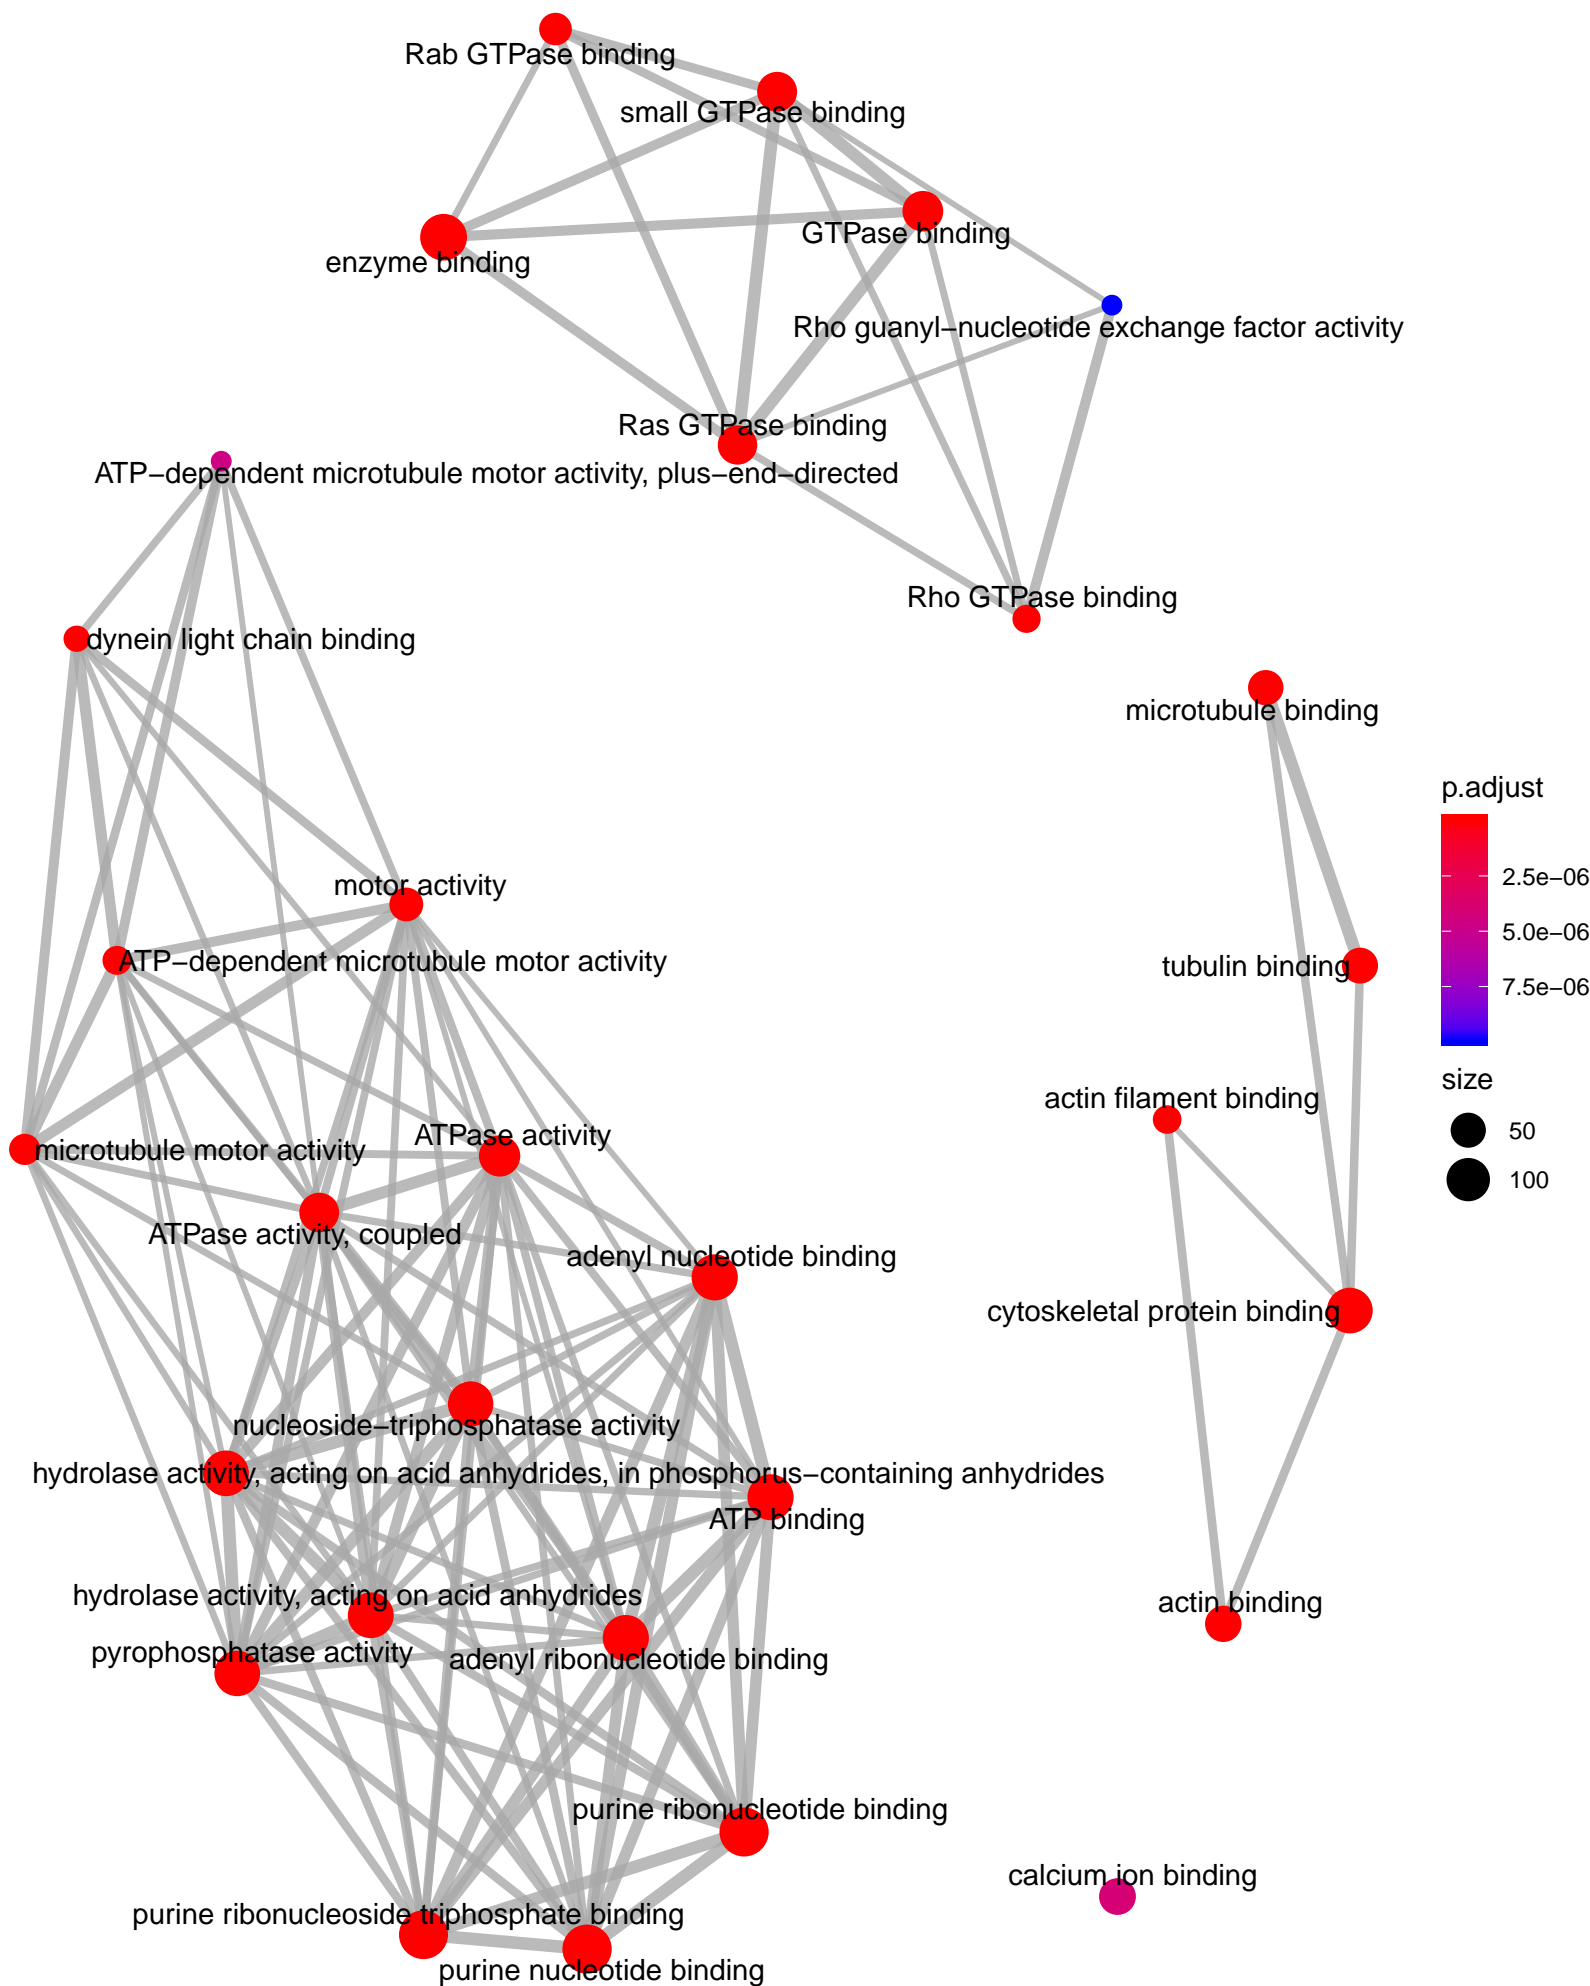 Rab GTPase binding
small GTPase binding
GTPase binding
enzyme binding
Rho guanyl−nucleotide exchange factor activity
Ras GTPase binding
ATP−dependent microtubule motor activity, plus−end−directed
Rho GTPase binding
dynein light chain binding
microtubule binding
p.adjust
2.5e−06
5.0e−06
7.5e−06
motor activity
ATP−dependent microtubule motor activity
tubulin binding
size
50
100
actin filament binding
ATPase activity
microtubule motor activity
ATPase activity, coupled
adenyl nucleotide binding
cytoskeletal protein binding
nucleoside−triphosphatase activity
hydrolase activity, acting on acid anhydrides, in phosphorus−containing anhydrides
ATP binding
hydrolase activity, acting on acid anhydrides
actin binding
pyrophosphatase activity
adenyl ribonucleotide binding
purine ribonucleotide binding
calcium ion binding
purine ribonucleoside triphosphate binding
purine nucleotide binding